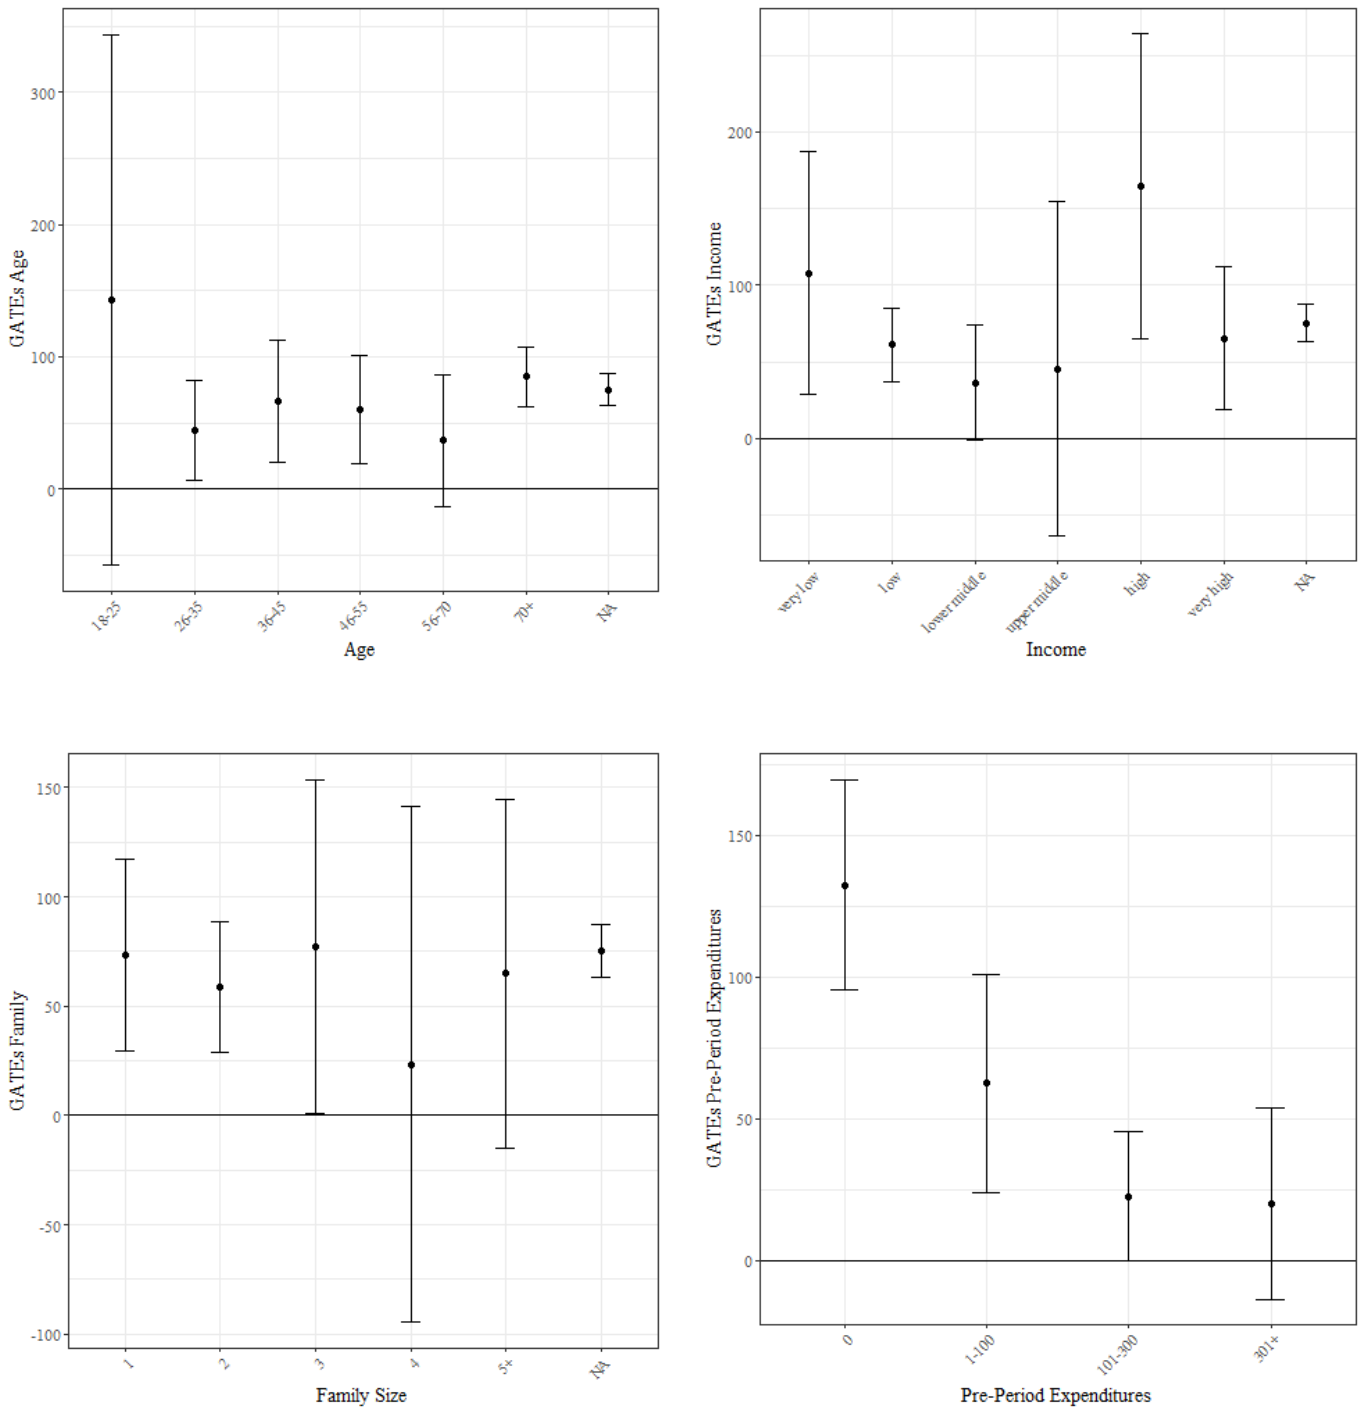 GATEs Age
300
200
100
0
18-25
26-35
36-45
46-55
56-70
70+
NA
Age
GATEs Income
200
100
0
very low
low
lower middle
upper middle
high
very high
NA
Income
GATEs Family
150
100
50
0
-50
-100
1
2
3
4
5+
NA
Family Size
GATEs Pre-Period Expenditures
150
100
50
0
0
1-100
101-300
301+
Pre-Period Expenditures